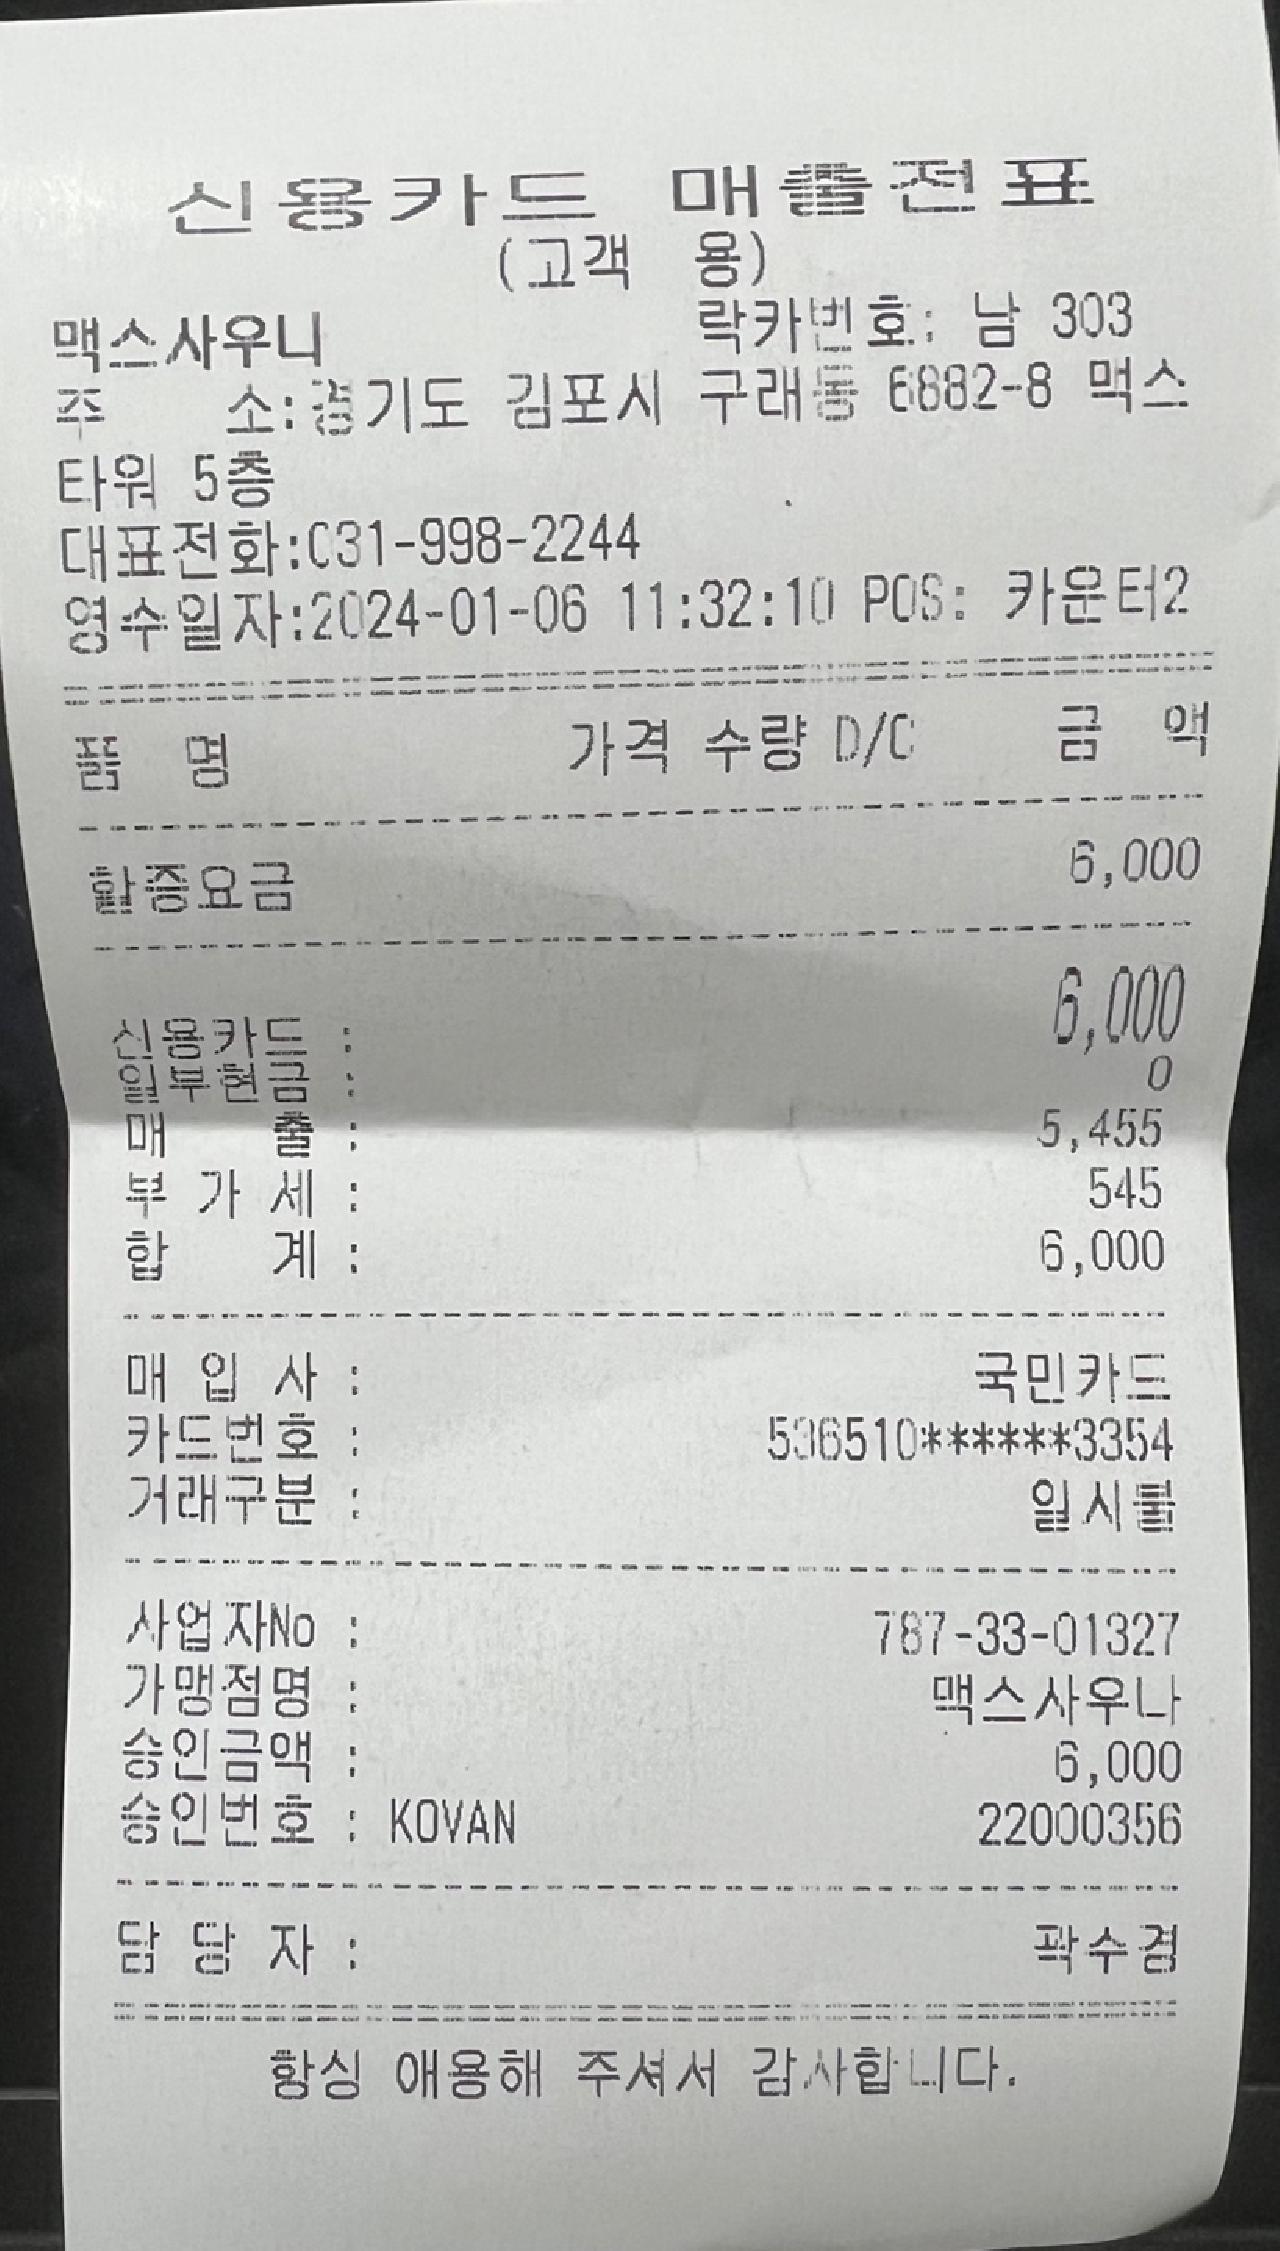 신용카드 매출전표
(고객 용)
맥스사우나 락카번호: 남 303
주 소:경기도 김포시 구래동 6882-8 맥스
타워 5층
대표전화:031-998-2244
영수일자:2024-01-06 11:32:10 POS: 카운터2
품 명 가격 수량 D/C 금 액
할증요금 6,000
신용카드 : 6,000
일부현금 : 0
매 출 : 5,455
부 가 세 : 545
합 계 : 6,000
매 입 사 : 국민카드
카드번호 : 536510******3354
거래구분 : 일시불
사업자No : 787-33-01327
가맹점명 : 맥스사우나
승인금액 : 6,000
승인번호 : KOVAN 22000356
담 당 자 : 곽수경
항상 애용해 주셔서 감사합니다.